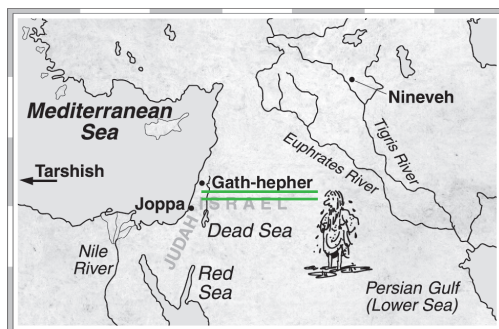 Mediterranean
Sea
Nineveh
Tigris River
Euphrates River
Tarshish
Gath-hepher
ISRAEL
Joppa
JUDAH
Dead Sea
Nile
River
Red
Sea
Persian Gulf
(Lower Sea)